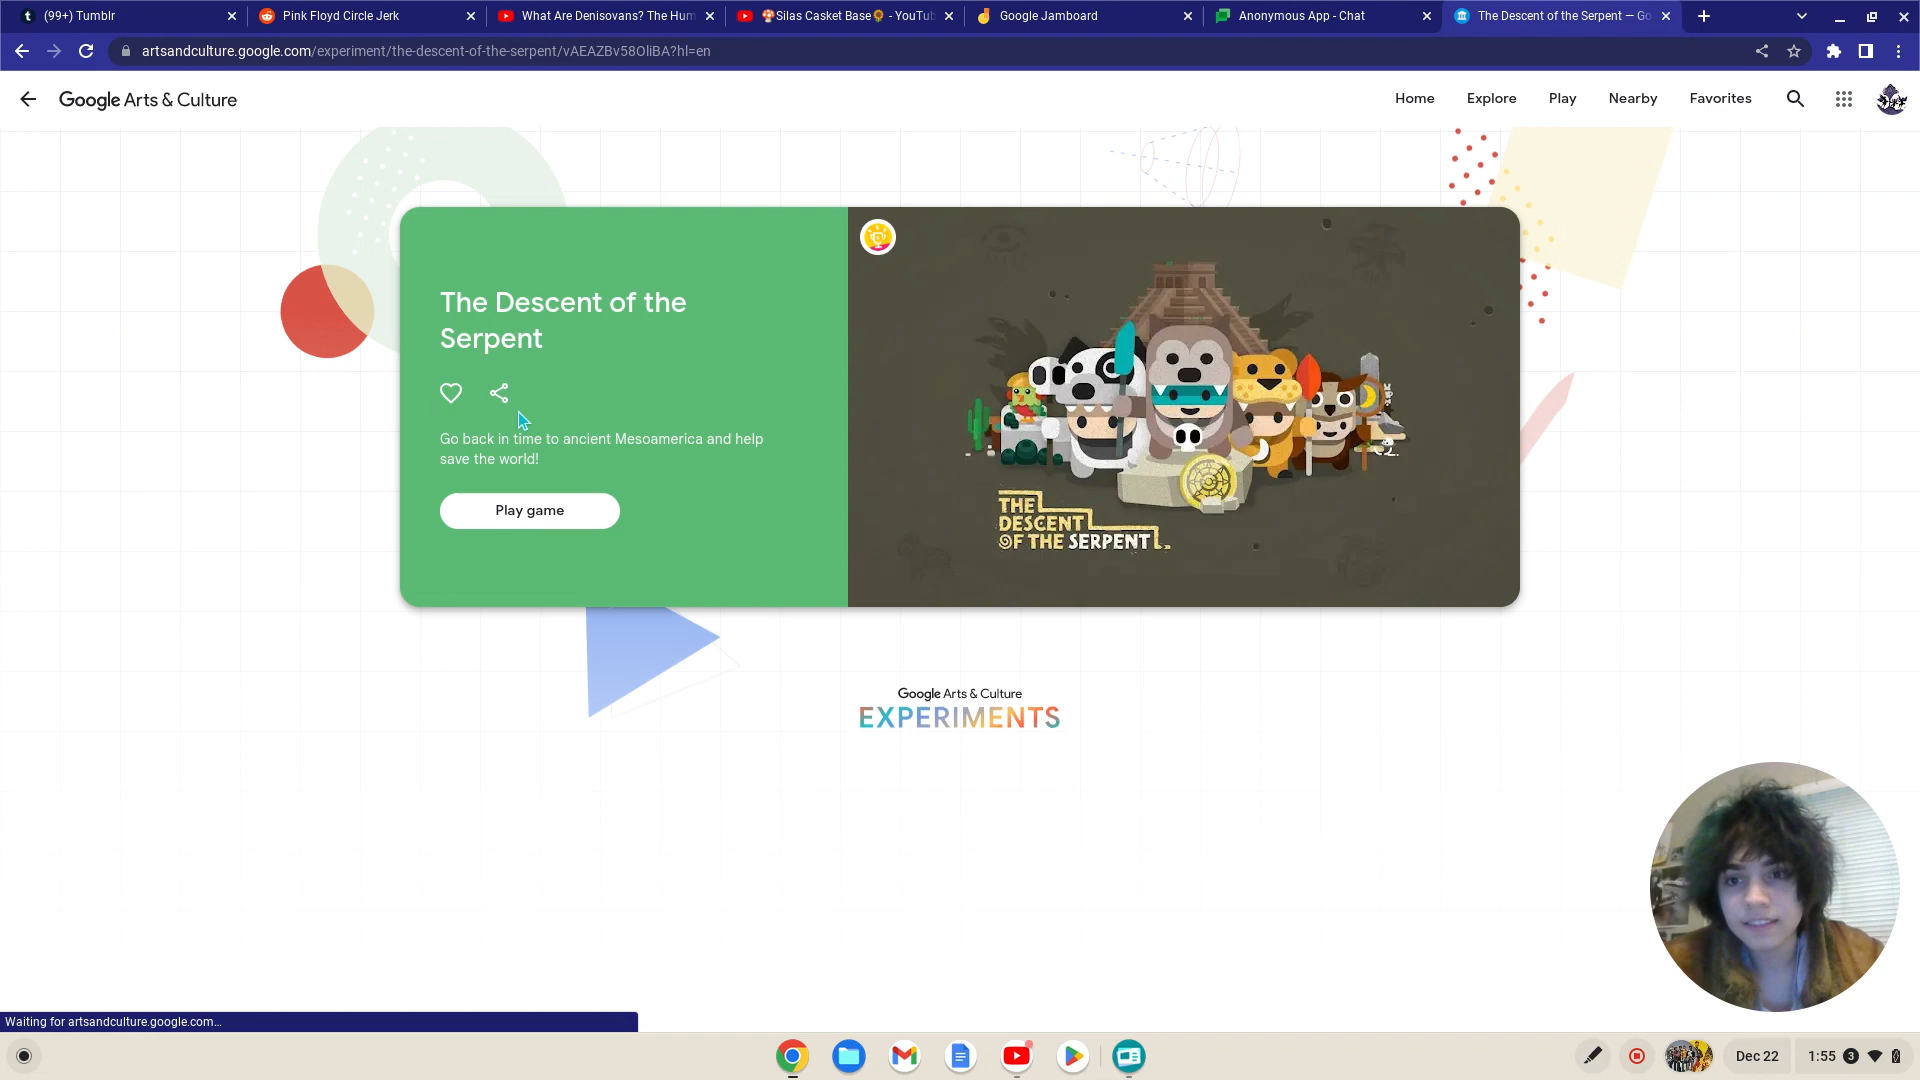 (99+) Tumblr
Pink Floyd Circle Jerk
What Are Denisovans? The Hum
Silas Casket Base - YouTub
Google Jamboard
Anonymous App - Chat
The Descent of the Serpent — Go
artsandculture.google.com/experiment/the-descent-of-the-serpent/vAEAZBv58OliBA?hl=en
Google Arts & Culture
Home
Explore
Play
Nearby
Favorites
The Descent of the
Serpent
Go back in time to ancient Mesoamerica and help
save the world!
Play game
THE
DESCENT
OF THE SERPENT
Google Arts & Culture
EXPERIMENTS
Waiting for artsandculture.google.com...
Dec 22
1:55
3